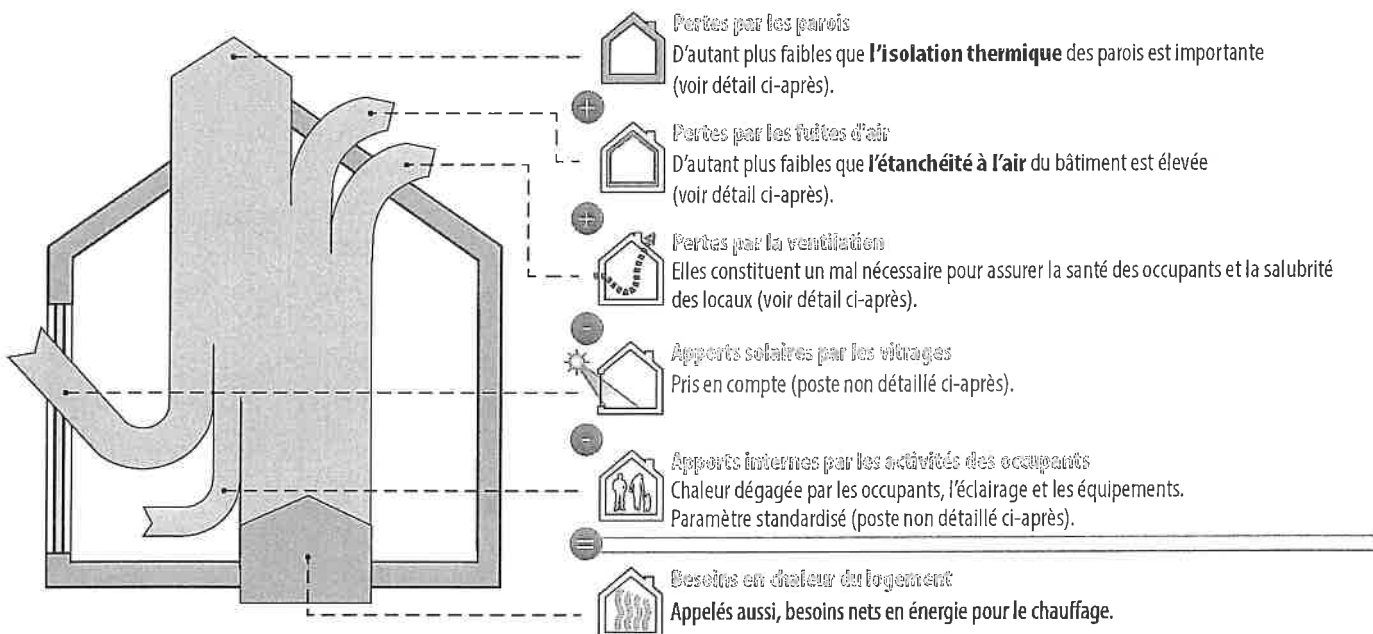 Pertes par les parois
D'autant plus faibles que l'isolation thermique des parois est importante
(voir détail ci-après).
+
Pertes par les fuites d'air
D'autant plus faibles que l'étanchéité à l'air du bâtiment est élevée
(voir détail ci-après).
+
Pertes par la ventilation
Elles constituent un mal nécessaire pour assurer la santé des occupants et la salubrité
des locaux (voir détail ci-après).
-
Apports solaires par les vitrages
Pris en compte (poste non détaillé ci-après).
-
Apports internes par les activités des occupants
Chaleur dégagée par les occupants, l'éclairage et les équipements.
Paramètre standardisé (poste non détaillé ci-après).
=
Besoins en chaleur du logement
Appelés aussi, besoins nets en énergie pour le chauffage.